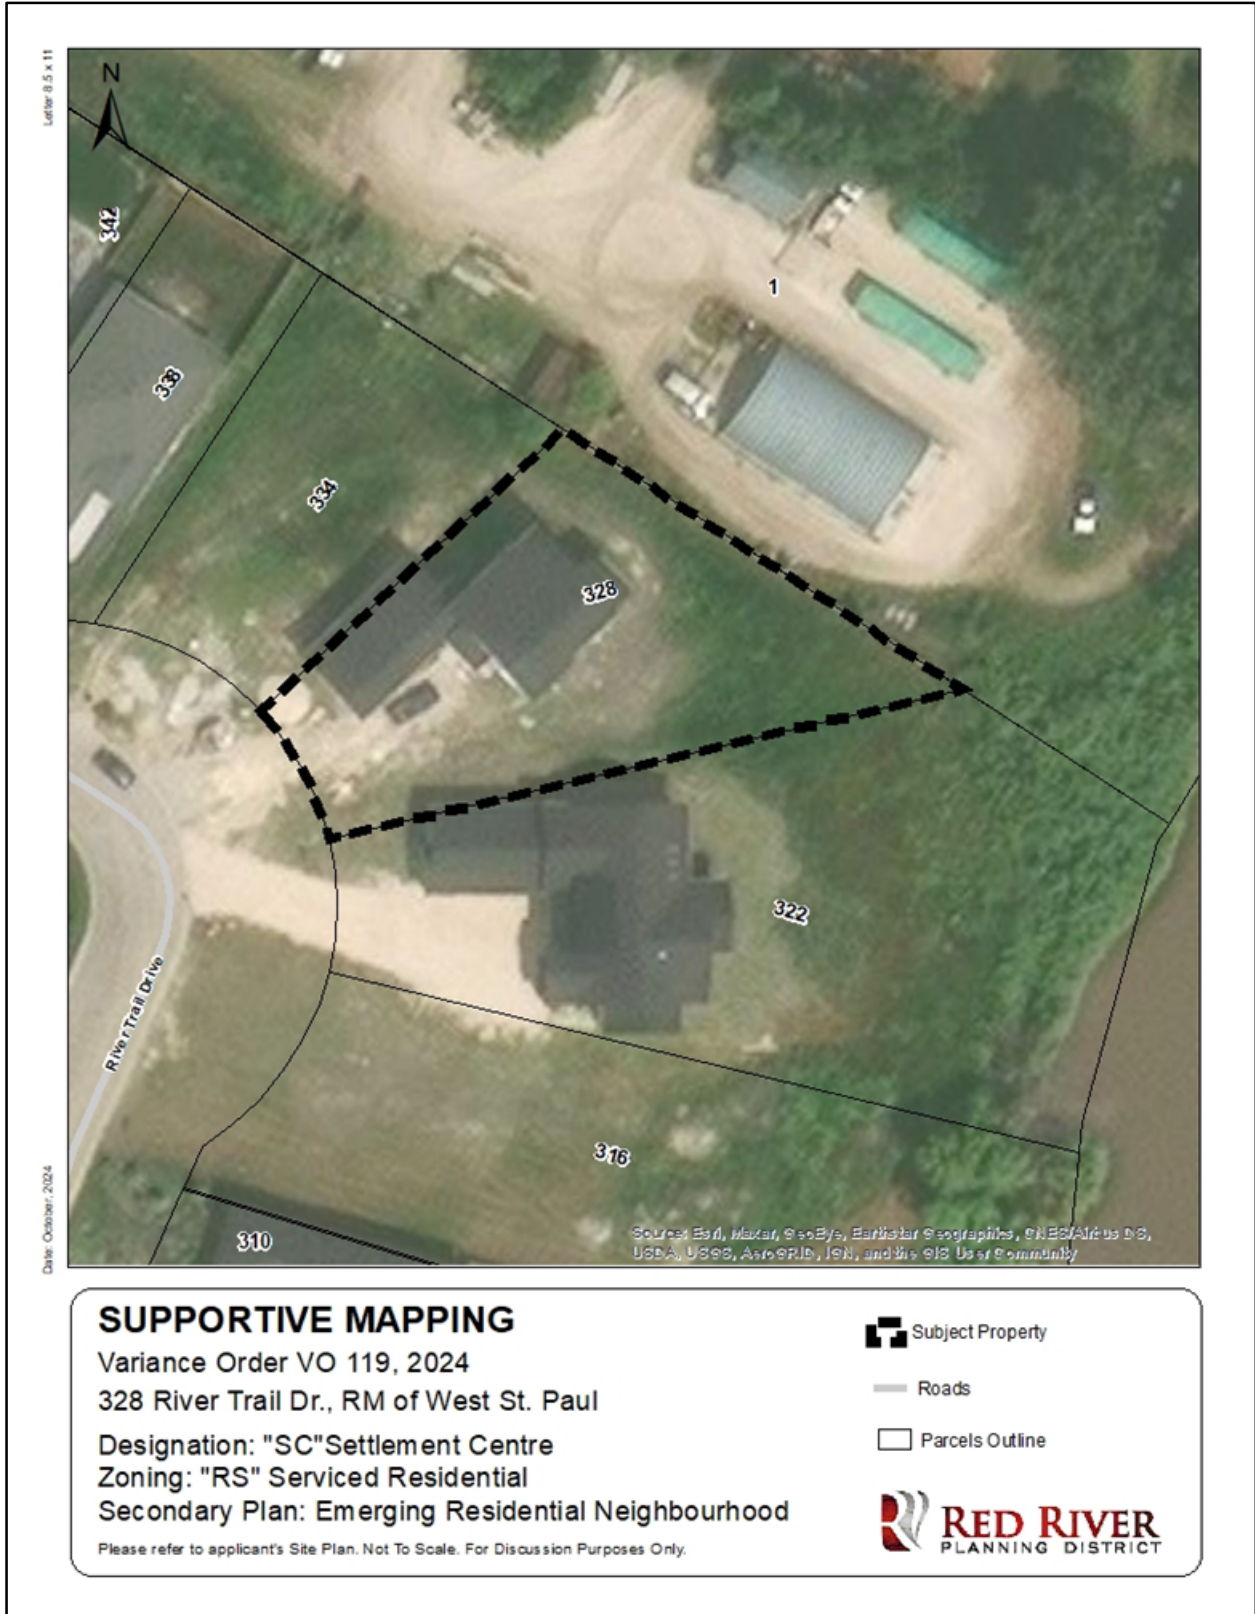 Letter 8.5 x 11
N
342
338
334
1
328
322
River Trail Drive
316
310
Date: October, 2024
Source: Esri, Maxar, GeoEye, Earthstar Geographics, CNES/Airbus DS,
USDA, USGS, AeroGRID, IGN, and the GIS User Community
SUPPORTIVE MAPPING
Variance Order VO 119, 2024
328 River Trail Dr., RM of West St. Paul
Designation: "SC"Settlement Centre
Zoning: "RS" Serviced Residential
Secondary Plan: Emerging Residential Neighbourhood
Please refer to applicant's Site Plan. Not To Scale. For Discussion Purposes Only.
Subject Property
Roads
Parcels Outline
RED RIVER
PLANNING DISTRICT